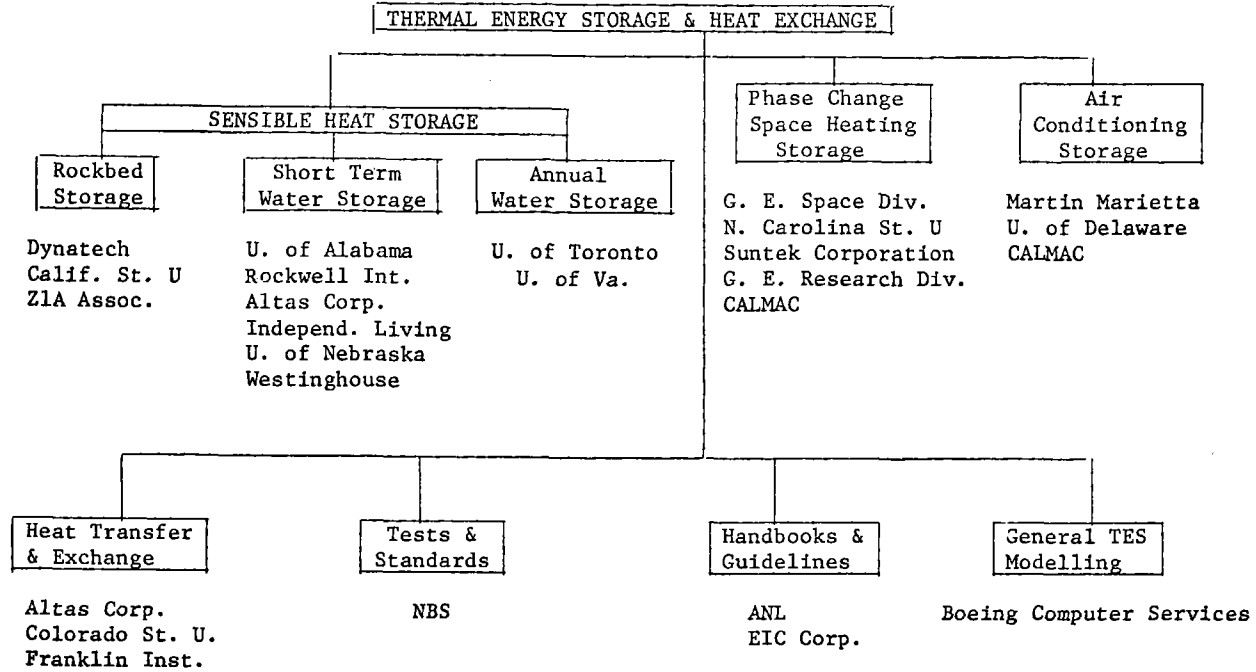 THERMAL ENERGY STORAGE & HEAT EXCHANGE
SENSIBLE HEAT STORAGE
Rockbed
Storage
Dynatech
Calif. St. U
ZlA Assoc.
Short Term
Water Storage
U. of Alabama
Rockwell Int.
Altas Corp.
Independ. Living
U. of Nebraska
Westinghouse
Annual
Water Storage
U. of Toronto
U. of Va.
Phase Change
Space Heating
Storage
G. E. Space Div.
N. Carolina St. U
Suntek Corporation
G. E. Research Div.
CALMAC
Air
Conditioning
Storage
Martin Marietta
U. of Delaware
CALMAC
Heat Transfer
& Exchange
Altas Corp.
Colorado St. U.
Franklin Inst.
Tests &
Standards
NBS
Handbooks &
Guidelines
ANL
EIC Corp.
General TES
Modelling
Boeing Computer Services